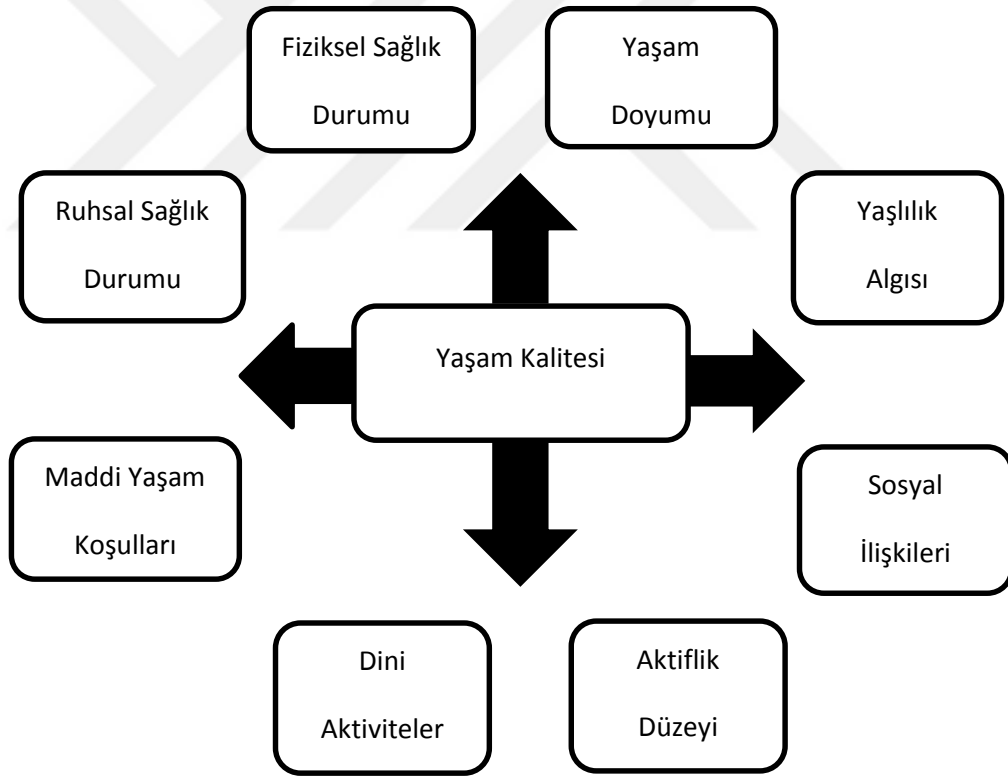 Fiziksel Sağlık
Durumu
Yaşam
Doyumu
Ruhsal Sağlık
Durumu
Yaşlılık
Algısı
Yaşam Kalitesi
Maddi Yaşam
Koşulları
Sosyal
İlişkileri
Dini
Aktiviteler
Aktiflik
Düzeyi